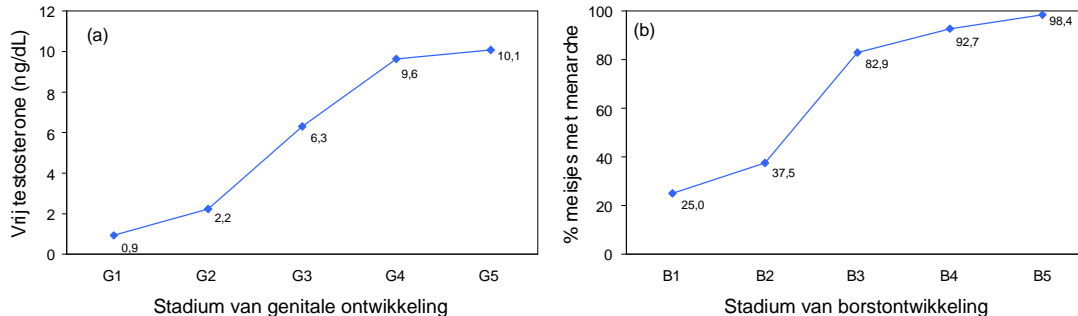 (a)
Vrij testosterone (ng/dL)
12
10
8
6
4
2
0
0,9
2,2
6,3
9,6
10,1
G1 G2 G3 G4 G5
Stadium van genitale ontwikkeling
(b)
% meisjes met menardhe
100
80
60
40
20
0
25,0
37,5
82,9
92,7
98,4
B1 B2 B3 B4 B5
Stadium van borstontwikkeling